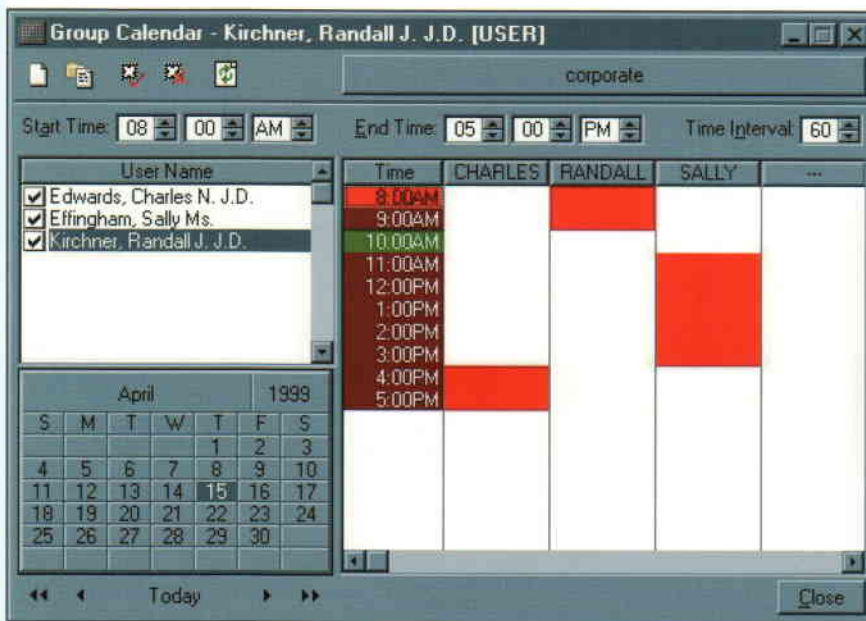 Group Calendar - Kirchner, Randall J. J.D. [USER]
corporate
Start Time: 08 00 AM End Time: 05 00 PM Time Interval: 60
User Name
Edwards, Charles N. J.D.
Effingham, Sally Ms.
Kirchner, Randall J. J.D.
Time CHARLES RANDALL SALLY ...
8:00AM
9:00AM
10:00AM
11:00AM
12:00PM
1:00PM
2:00PM
3:00PM
4:00PM
5:00PM
April 1999
S M T W T F S
1 2 3
4 5 6 7 8 9 10
11 12 13 14 15 16 17
18 19 20 21 22 23 24
25 26 27 28 29 30
Today
Close